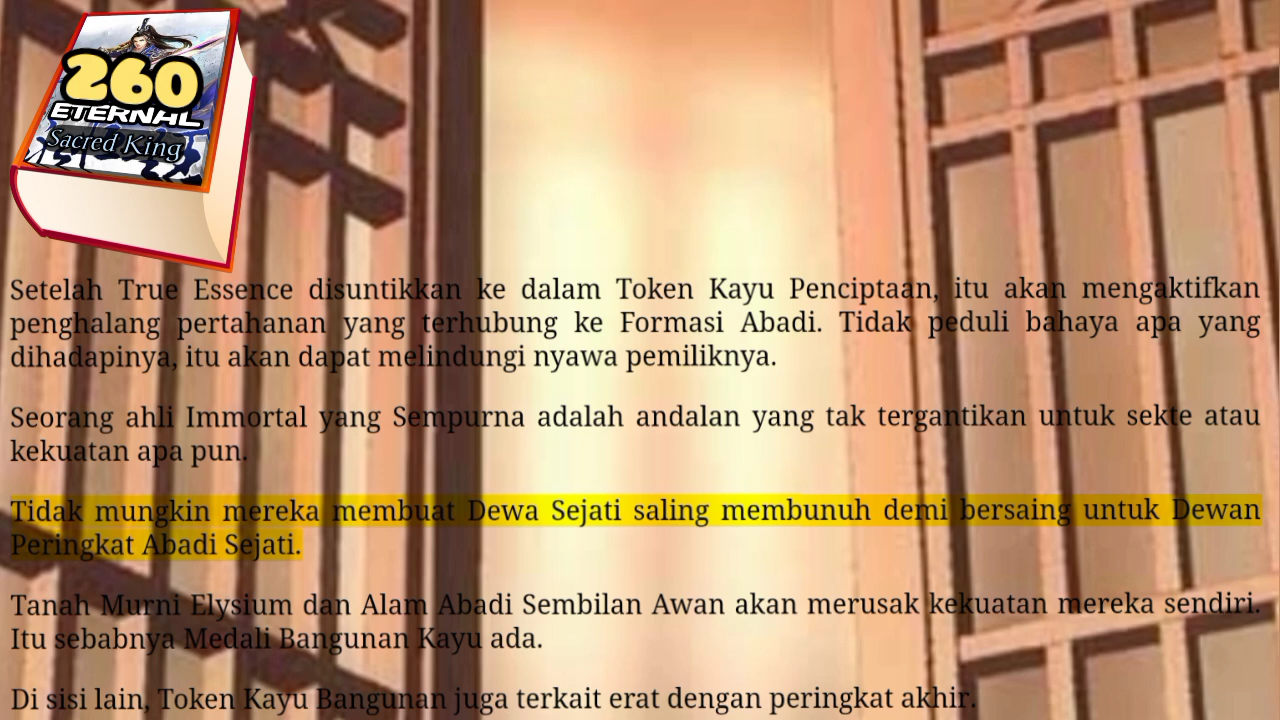 260
ETERNAL
Sacred King
Setelah True Essence disuntikkan ke dalam Token Kayu Penciptaan, itu akan mengaktifkan
penghalang pertahanan yang terhubung ke Formasi Abadi. Tidak peduli bahaya apa yang
dihadapinya, itu akan dapat melindungi nyawa pemiliknya.
Seorang ahli Immortal yang Sempurna adalah andalan yang tak tergantikan untuk sekte atau
kekuatan apa pun.
Tidak mungkin mereka membuat Dewa Sejati saling membunuh demi bersaing untuk Dewan
Peringkat Abadi Sejati.
Tanah Murni Elysium dan Alam Abadi Sembilan Awan akan merusak kekuatan mereka sendiri.
Itu sebabnya Medali Bangunan Kayu ada.
Di sisi lain, Token Kayu Bangunan juga terkait erat dengan peringkat akhir.